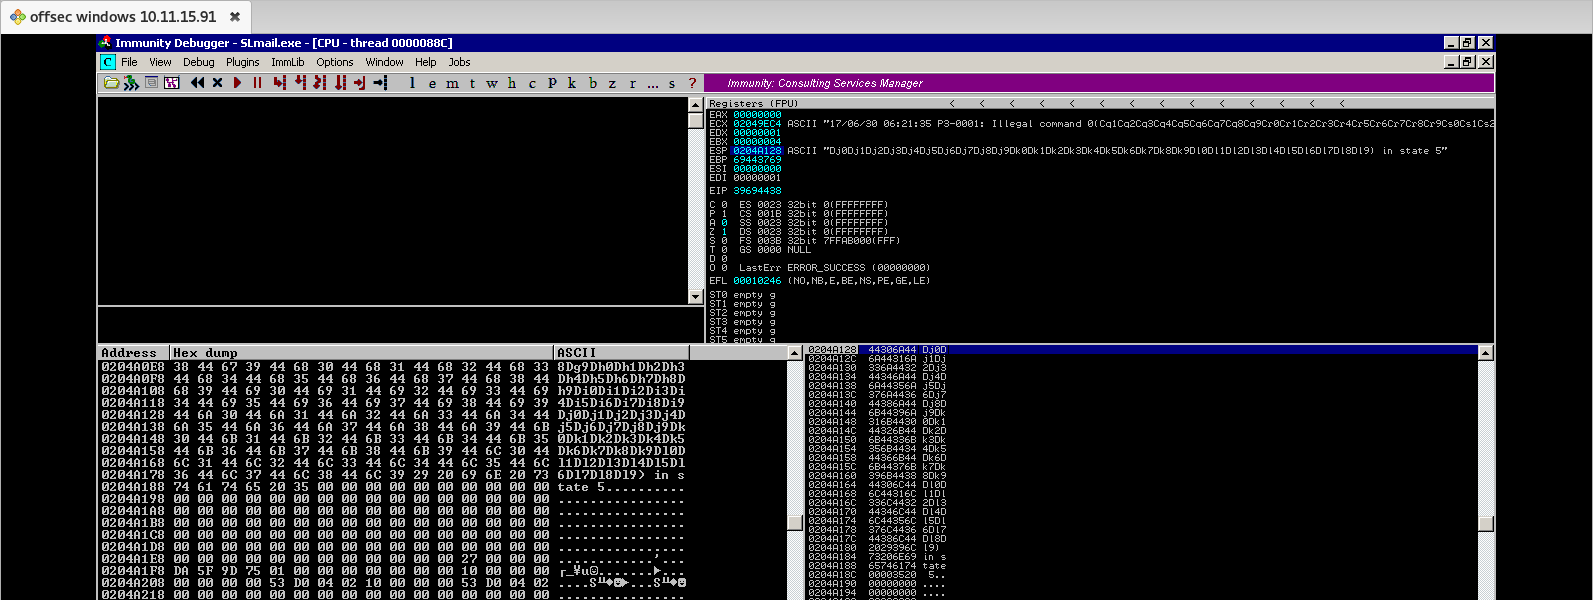 offsec windows 10.11.15.91
Immunity Debugger - SLmail.exe - [CPU - thread 0000088C]
C File View Debug Plugins ImmLib Options Window Help Jobs
l e m t w h c P k b z r ... s ?
Immunity: Consulting Services Manager
Registers (FPU) < < < < < < < < < < < < < <
EAX 00000000
ECX 02049EC4 ASCII "17/06/30 06:21:35 P3-0001: Illegal command 0(Cq1Cq2Cq3Cq4Cq5Cq6Cq7Cq8Cq9Cr0Cr1Cr2Cr3Cr4Cr5Cr6Cr7Cr8Cr9Cs0Cs1Cs2
EDX 00000001
EBX 00000004
ESP 0204A128 ASCII "Dj0Dj1Dj2Dj3Dj4Dj5Dj6Dj7Dj8Dj9Dk0Dk1Dk2Dk3Dk4Dk5Dk6Dk7Dk8Dk9Dl0Dl1Dl2Dl3Dl4Dl5Dl6Dl7Dl8Dl9) in state 5"
EBP 69443769
ESI 00000000
EDI 00000001
EIP 39694438
C 0 ES 0023 32bit 0(FFFFFFFF)
P 1 CS 001B 32bit 0(FFFFFFFF)
A 0 SS 0023 32bit 0(FFFFFFFF)
Z 1 DS 0023 32bit 0(FFFFFFFF)
S 0 FS 003B 32bit 7FFAB000(FFF)
T 0 GS 0000 NULL
D 0
O 0 LastErr ERROR_SUCCESS (00000000)
EFL 00010246 (NO,NB,E,BE,NS,PE,GE,LE)
ST0 empty g
ST1 empty g
ST2 empty g
ST3 empty g
ST4 empty g
ST5 empty g
Address Hex dump ASCII
0204A0E8 38 44 67 39 44 68 30 44 68 31 44 68 32 44 68 33 8Dg9Dh0Dh1Dh2Dh3
0204A0F8 44 68 34 44 68 35 44 68 36 44 68 37 44 68 38 44 Dh4Dh5Dh6Dh7Dh8D
0204A108 68 39 44 69 30 44 69 31 44 69 32 44 69 33 44 69 h9Di0Di1Di2Di3Di
0204A118 34 44 69 35 44 69 36 44 69 37 44 69 38 44 69 39 4Di5Di6Di7Di8Di9
0204A128 44 6A 30 44 6A 31 44 6A 32 44 6A 33 44 6A 34 44 Dj0Dj1Dj2Dj3Dj4D
0204A138 6A 35 44 6A 36 44 6A 37 44 6A 38 44 6A 39 44 6B j5Dj6Dj7Dj8Dj9Dk
0204A148 30 44 6B 31 44 6B 32 44 6B 33 44 6B 34 44 6B 35 0Dk1Dk2Dk3Dk4Dk5
0204A158 44 6B 36 44 6B 37 44 6B 38 44 6B 39 44 6C 30 44 Dk6Dk7Dk8Dk9Dl0D
0204A168 6C 31 44 6C 32 44 6C 33 44 6C 34 44 6C 35 44 6C l1Dl2Dl3Dl4Dl5Dl
0204A178 36 44 6C 37 44 6C 38 44 6C 39 29 20 69 6E 20 73 6Dl7Dl8Dl9) in s
0204A188 74 61 74 65 20 35 00 00 00 00 00 00 00 00 00 00 tate 5..........
0204A198 00 00 00 00 00 00 00 00 00 00 00 00 00 00 00 00 ................
0204A1A8 00 00 00 00 00 00 00 00 00 00 00 00 00 00 00 00 ................
0204A1B8 00 00 00 00 00 00 00 00 00 00 00 00 00 00 00 00 ................
0204A1C8 00 00 00 00 00 00 00 00 00 00 00 00 00 00 00 00 ................
0204A1D8 00 00 00 00 00 00 00 00 00 00 00 00 00 00 00 00 ................
0204A1E8 00 00 00 00 00 00 00 00 00 00 00 00 27 00 00 00 ............'...
0204A1F8 DA 5F 9D 75 01 00 00 00 00 00 00 00 10 00 00 00
0204A208 00 00 00 00 53 D0 04 02 10 00 00 00 53 D0 04 02
0204A218 00 00 00 00 00 00 00 00 00 00 00 00 00 00 00 00 ................
0204A128 44306A44 Dj0D
0204A12C 6A44316A j1Dj
0204A130 336A4432 2Dj3
0204A134 44346A44 Dj4D
0204A138 6A44356A j5Dj
0204A13C 376A4436 6Dj7
0204A140 44386A44 Dj8D
0204A144 6B44396A j9Dk
0204A148 316B4430 0Dk1
0204A14C 44326B44 Dk2D
0204A150 6B44336B k3Dk
0204A154 356B4434 4Dk5
0204A158 44366B44 Dk6D
0204A15C 6B44376B k7Dk
0204A160 396B4438 8Dk9
0204A164 44306C44 Dl0D
0204A168 6C44316C l1Dl
0204A16C 336C4432 2Dl3
0204A170 44346C44 Dl4D
0204A174 6C44356C l5Dl
0204A178 376C4436 6Dl7
0204A17C 44386C44 Dl8D
0204A180 2029396C l9)
0204A184 73206E69 in s
0204A188 65746174 tate
0204A18C 00003520 5..
0204A190 00000000 ....
0204A194 00000000 ....